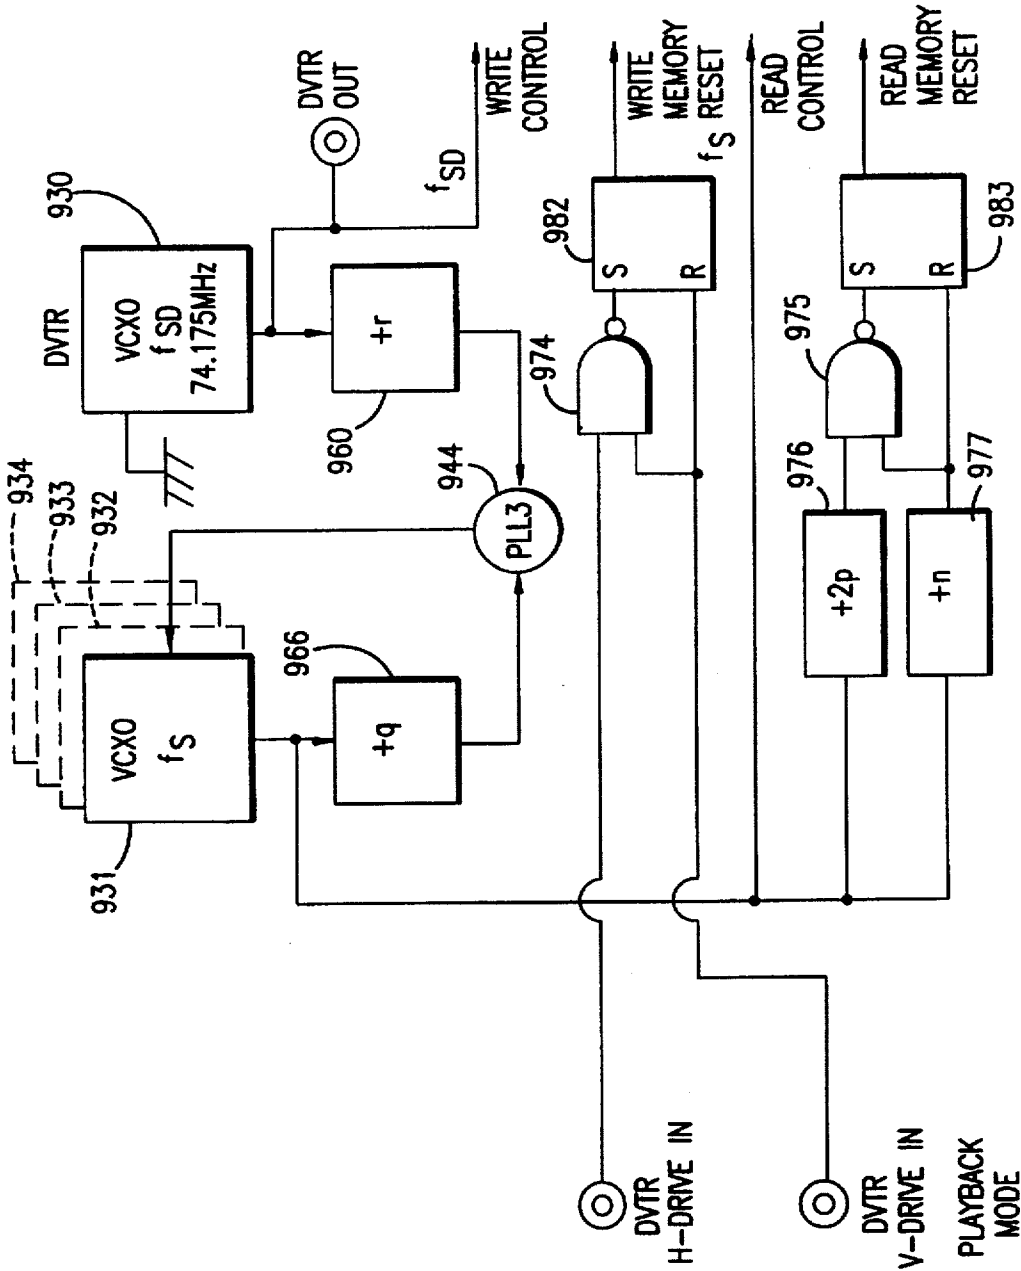 934
933
932
VCXO
fS
931
966
+q
DVTR
930
VCXO
fSD
74.175MHz
+r
960
944
PLL3
DVTR
OUT
fSD
WRITE
CONTROL
974
982
S
R
WRITE
MEMORY
RESET
fS
READ
CONTROL
976
+2p
977
+n
975
S
R
983
READ
MEMORY
RESET
DVTR
H-DRIVE IN
DVTR
V-DRIVE IN
PLAYBACK
MODE